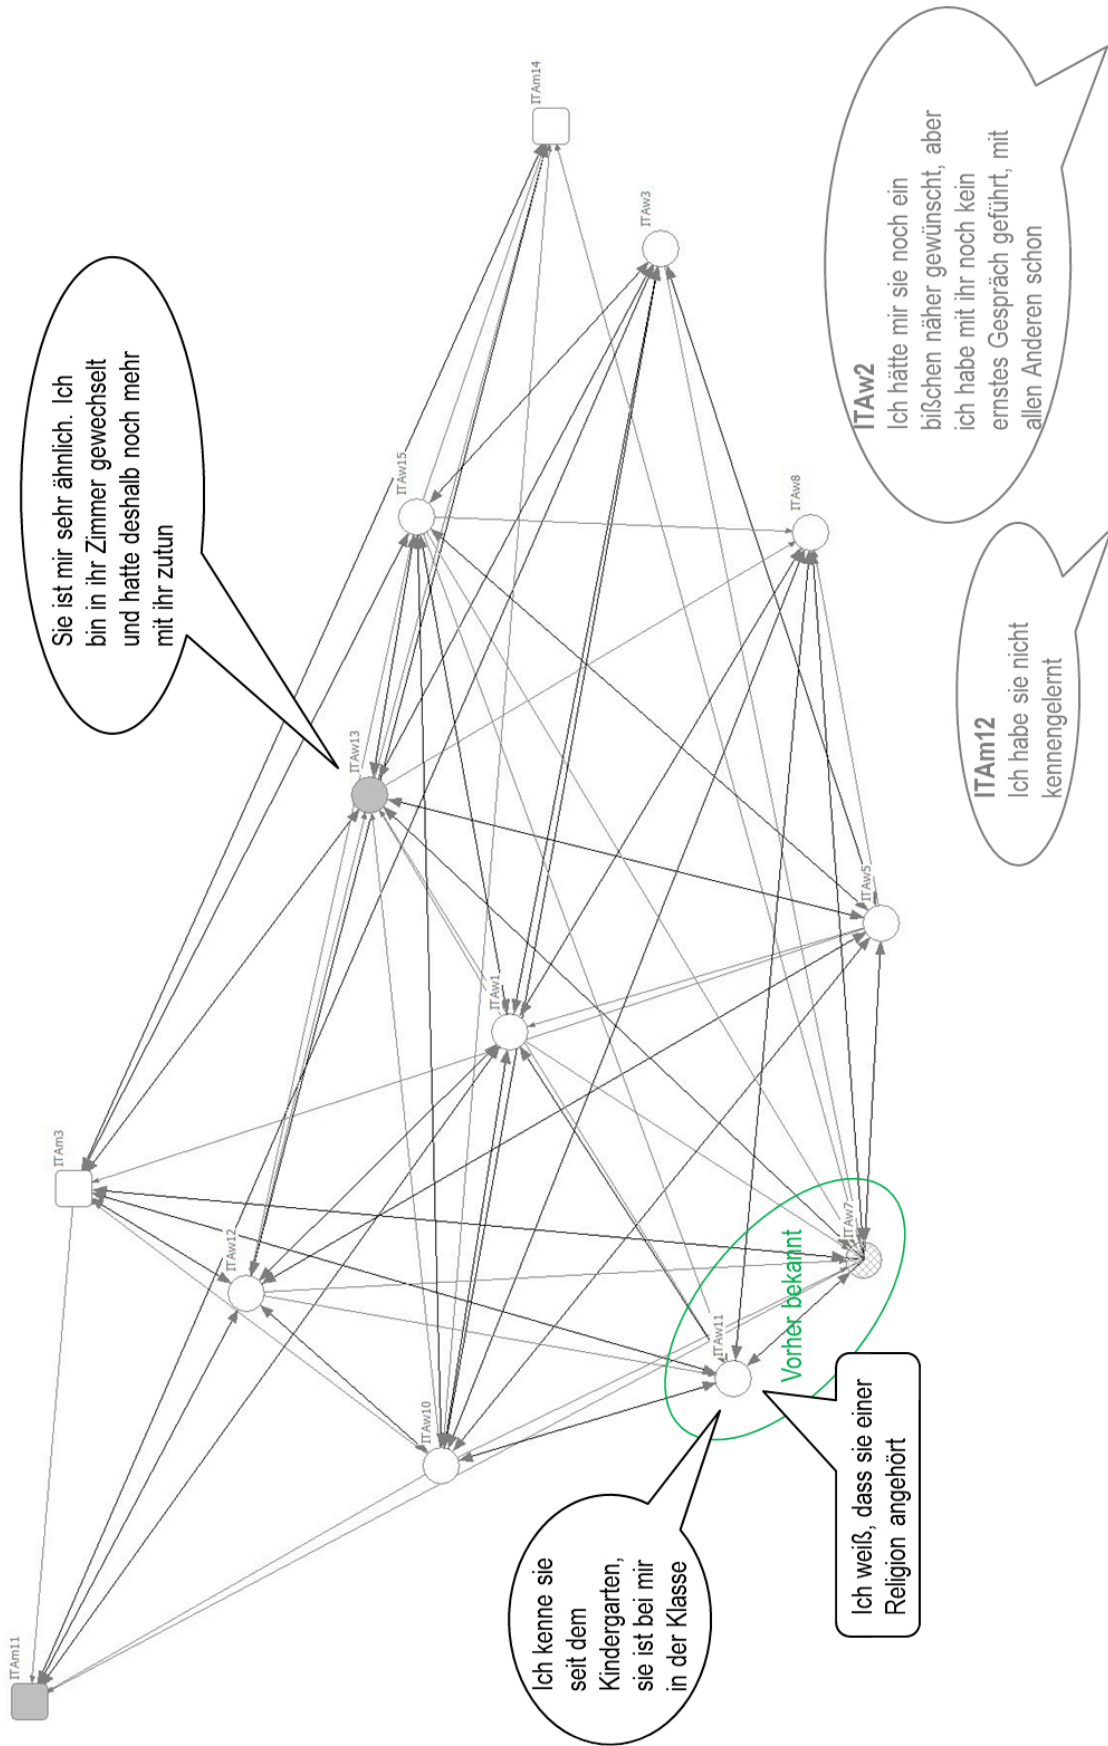 Sie ist mir sehr ähnlich. Ich
bin in ihr Zimmer gewechselt
und hatte deshalb noch mehr
mit ihr zutun
ITAm11
ITAm3
ITAw12
ITAw10
ITAw13
ITAw1
ITAw15
ITAm14
ITAw3
ITAw8
ITAw5
ITAw7
ITAw11
Vorher bekannt
Ich kenne sie
seit dem
Kindergarten,
sie ist bei mir
in der Klasse
Ich weiß, dass sie einer
Religion angehört
ITAm12
Ich habe sie nicht
kennengelernt
ITAw2
Ich hätte mir sie noch ein
bißchen näher gewünscht, aber
ich habe mit ihr noch kein
ernstes Gespräch geführt, mit
allen Anderen schon